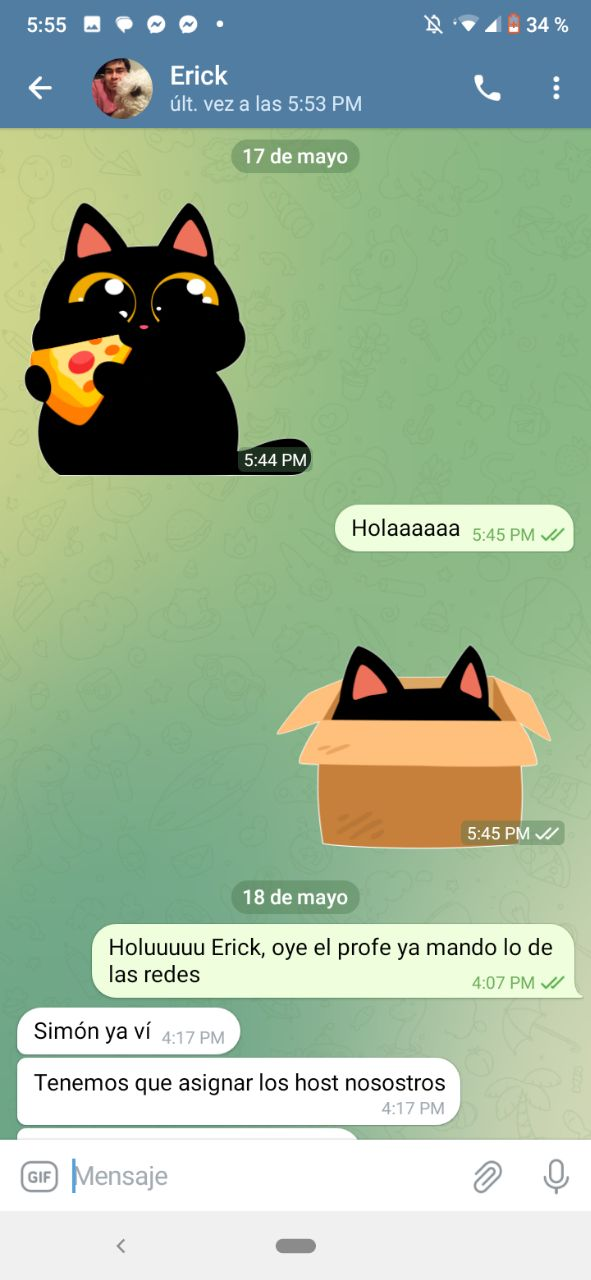 5:55
34 %
Erick
últ. vez a las 5:53 PM
17 de mayo
5:44 PM
Holaaaaaa 5:45 PM
5:45 PM
18 de mayo
Holuuuuu Erick, oye el profe ya mando lo de
las redes
4:07 PM
Simón ya ví 4:17 PM
Tenemos que asignar los host nosostros
4:17 PM
GIF Mensaje